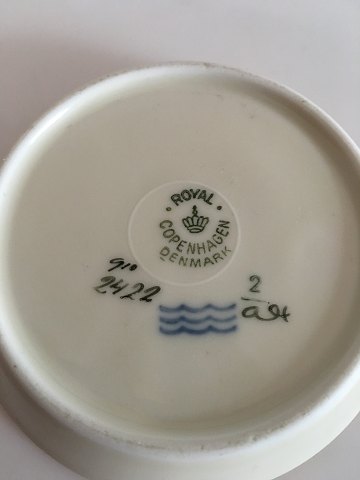 ROYAL
COPENHAGEN
DENMARK
910
2422
2